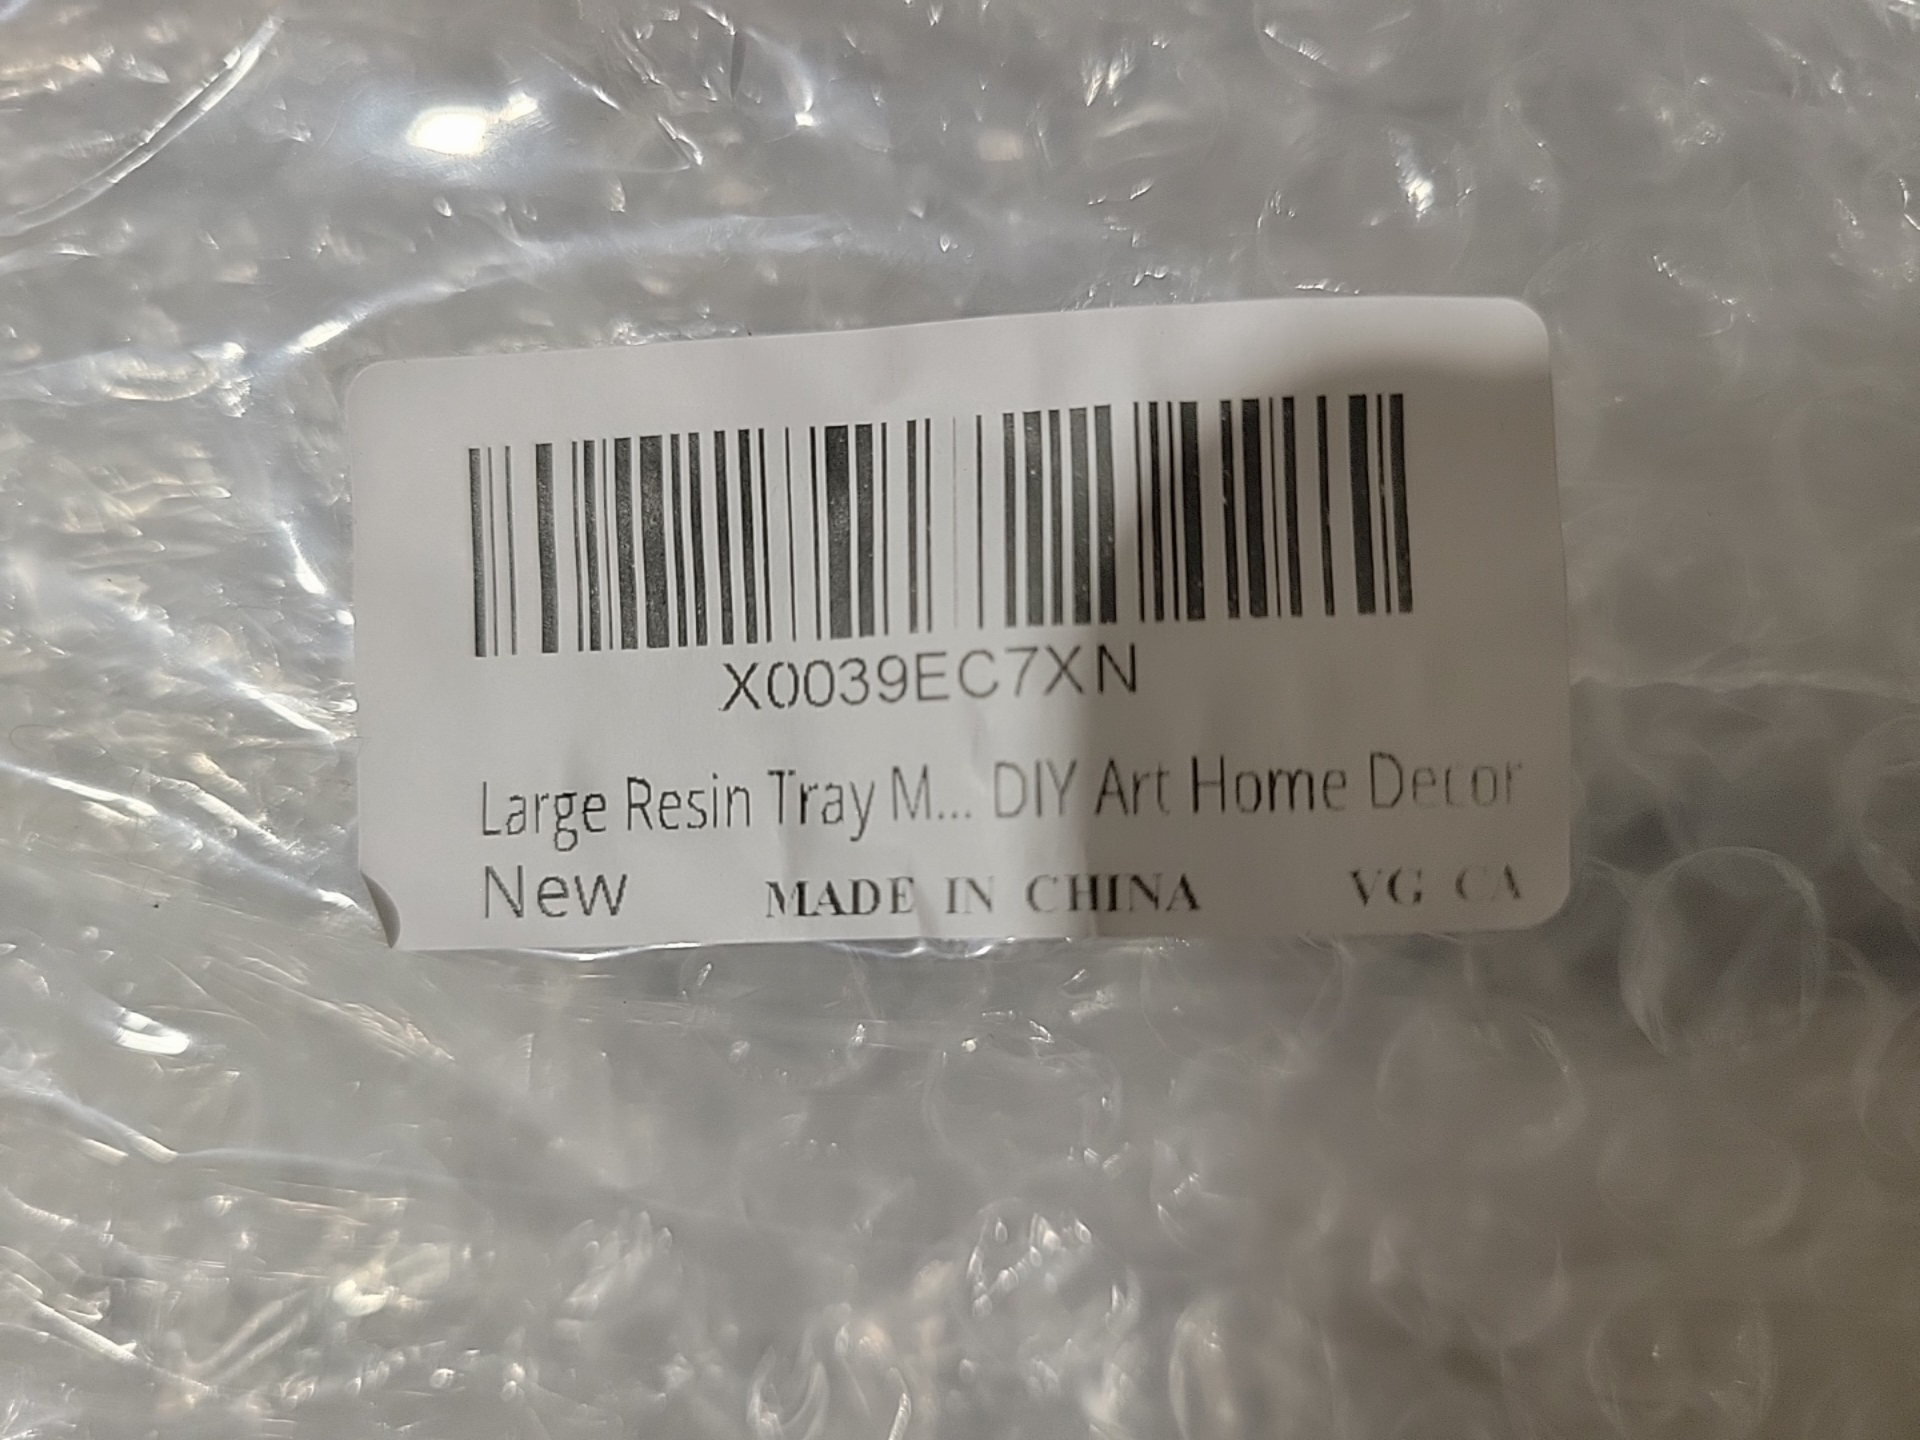 X0039EC7XN
Large Resin Tray M... DIY Art Home Decor
New MADE IN CHINA VG CA